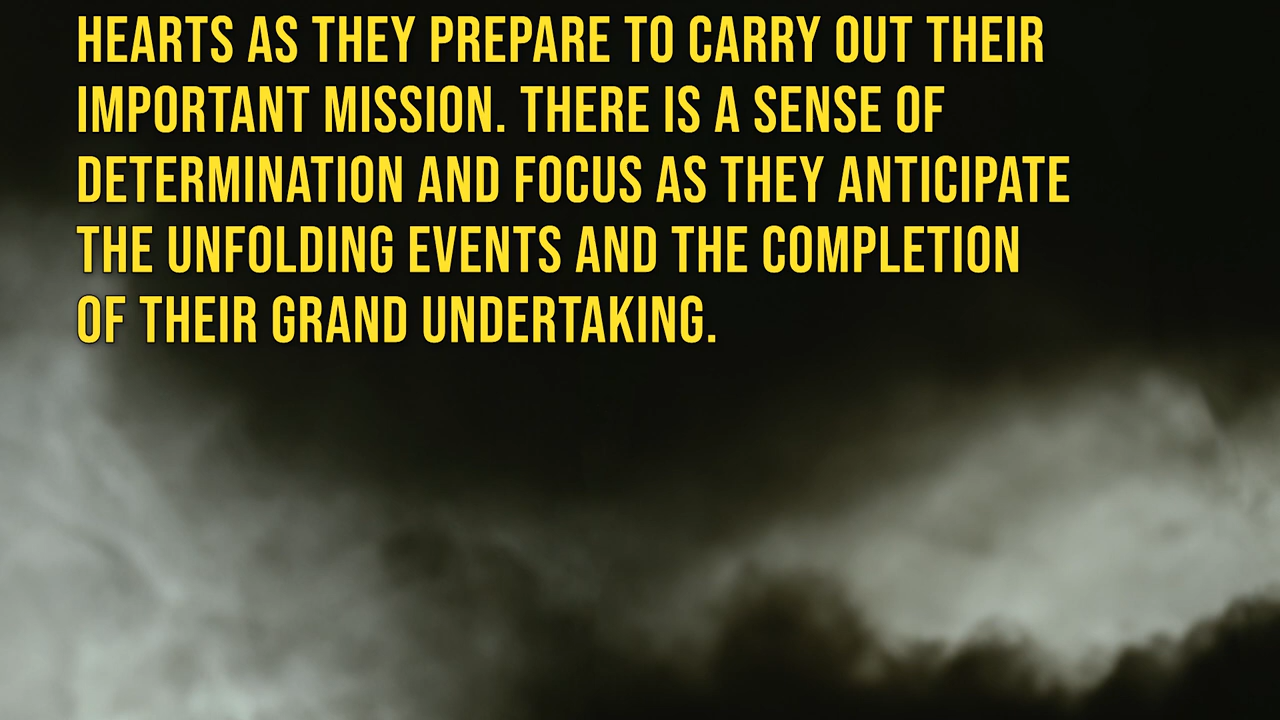 HEARTS AS THEY PREPARE TO CARRY OUT THEIR
IMPORTANT MISSION. THERE IS A SENSE OF
DETERMINATION AND FOCUS AS THEY ANTICIPATE
THE UNFOLDING EVENTS AND THE COMPLETION
OF THEIR GRAND UNDERTAKING.